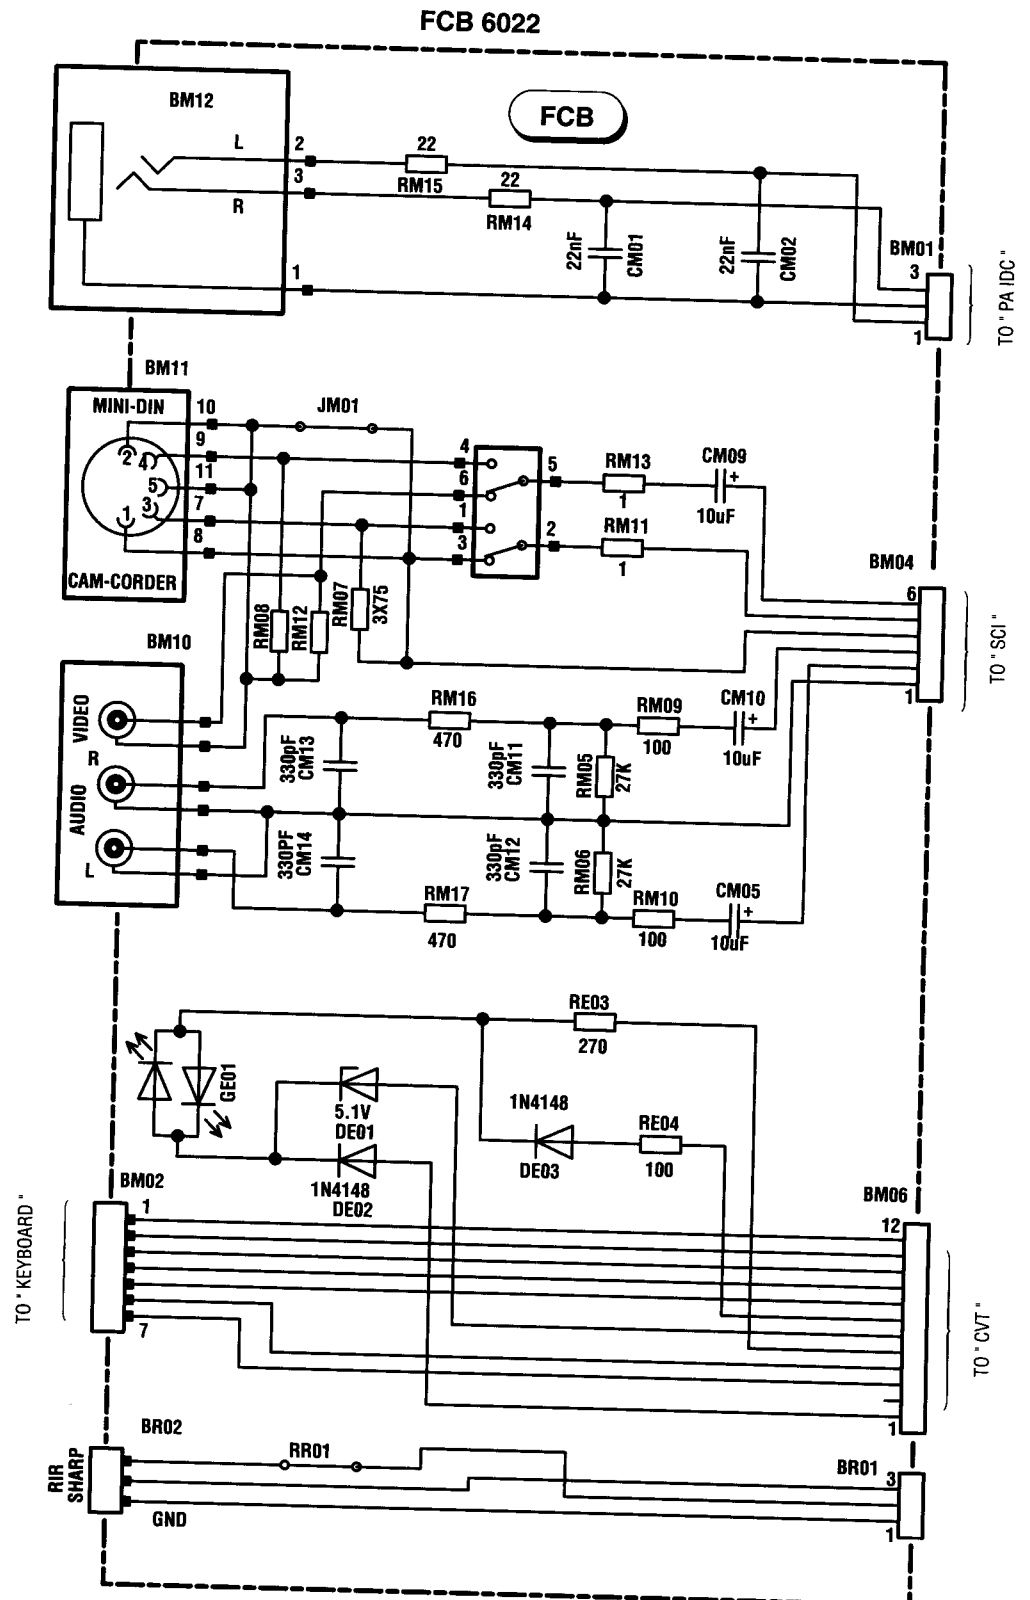 FCB 6022
BM12
FCB
L
2
22
3
RM15
22
R
RM14
22nF
CM01
22nF
CM02
BM01
3
1
1
TO " PA IDC "
BM11
MINI-DIN
10
JM01
9
2
4
11
5
7
3
1
8
CAM-CORDER
4
6
1
3
5
2
RM13
1
CM09
+
10uF
RM11
1
BM04
6
1
TO " SCI "
RM08
RM12
RM07
3X75
BM10
VIDEO
R
AUDIO
L
RM16
470
RM09
100
CM10
+
10uF
330pF
CM13
330pF
CM11
RM05
27K
330PF
CM14
330pF
CM12
RM06
27K
RM17
470
RM10
100
CM05
+
10uF
RE03
270
GE01
5.1V
DE01
1N4148
DE02
1N4148
DE03
RE04
100
BM02
1
7
TO " KEYBOARD "
BM06
12
1
TO " CVT "
BR02
RIR
SHARP
RR01
GND
BR01
3
1